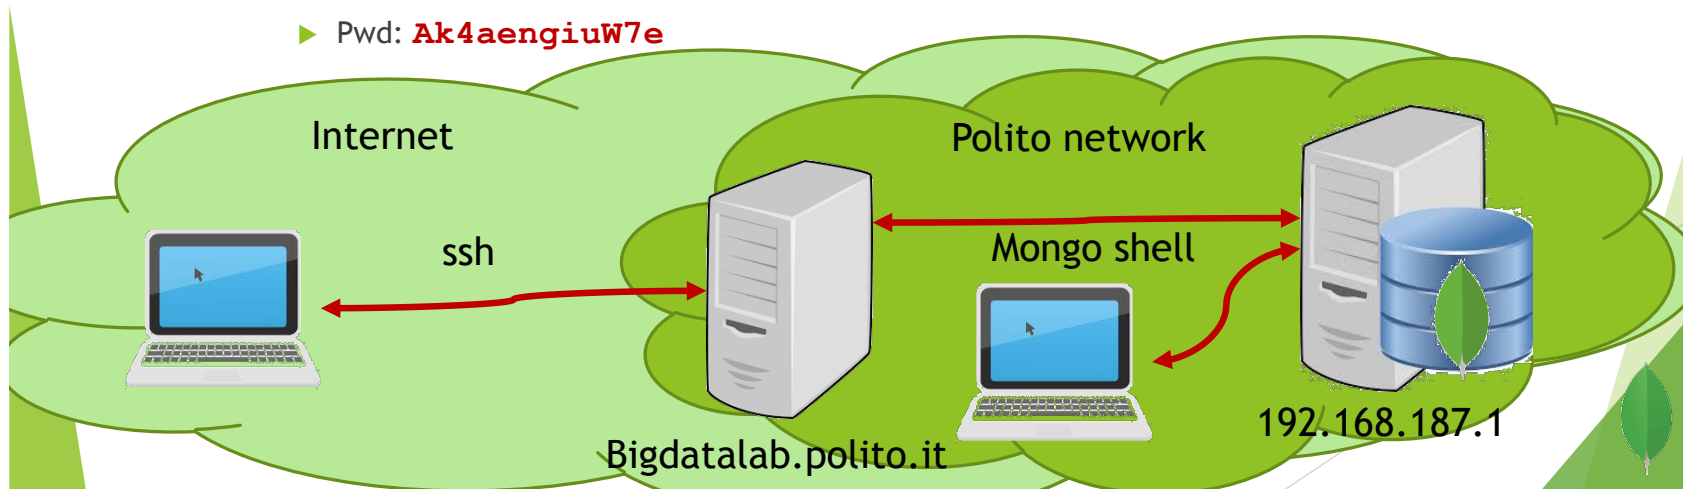 Pwd: Ak4aengiuW7e
Internet
Polito network
ssh
Mongo shell
192.168.187.1
Bigdatalab.polito.it